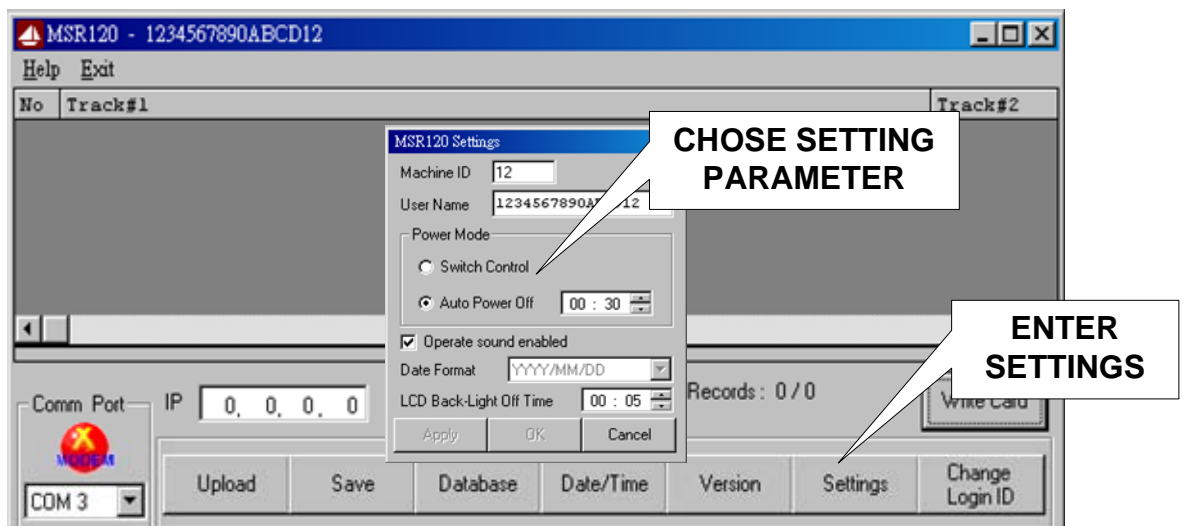 MSR120 - 1234567890ABCD12
Help Exit
No Track#1 Track#2
MSR120 Settings
CHOSE SETTING
PARAMETER
Machine ID 12
User Name
Power Mode
Switch Control
Auto Power Off 00 : 30
Operate sound enabled
Date Format YYYY/MM/DD
LCD Back-Light Off Time 00 : 05
Apply OK Cancel
ENTER
SETTINGS
Comm Port IP 0. 0. 0. 0 Records : 0 / 0
Write Card
MODEM
COM 3
Upload Save Database Date/Time Version Settings Change
Login ID